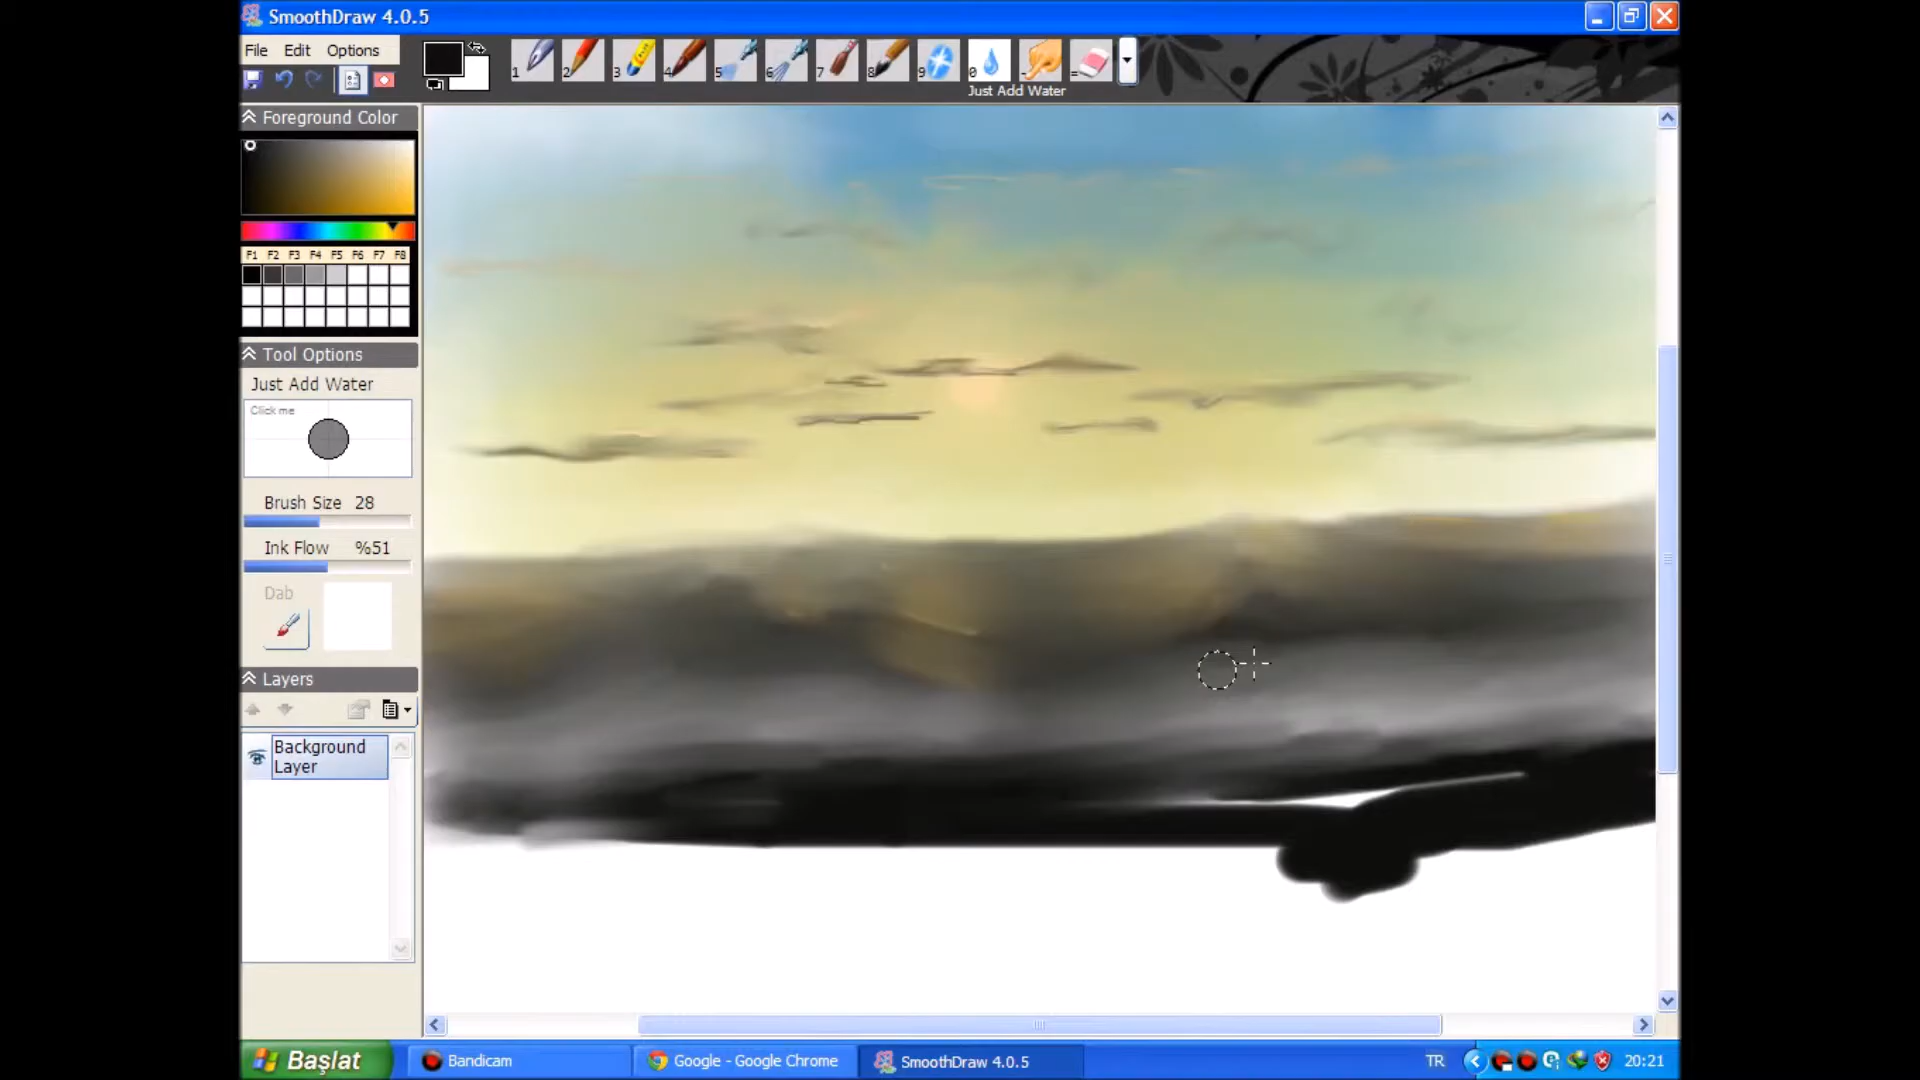 SmoothDraw 4.0.5
File Edit Options
1 2 3 4 5 6 7 8 9 0 - =
Just Add Water
Foreground Color
F1 F2 F3 F4 F5 F6 F7 F8
Tool Options
Just Add Water
Click me
Brush Size 28
Ink Flow %51
Dab
Layers
Background
Layer
Başlat Bandicam Google - Google Chrome SmoothDraw 4.0.5 TR 20:21